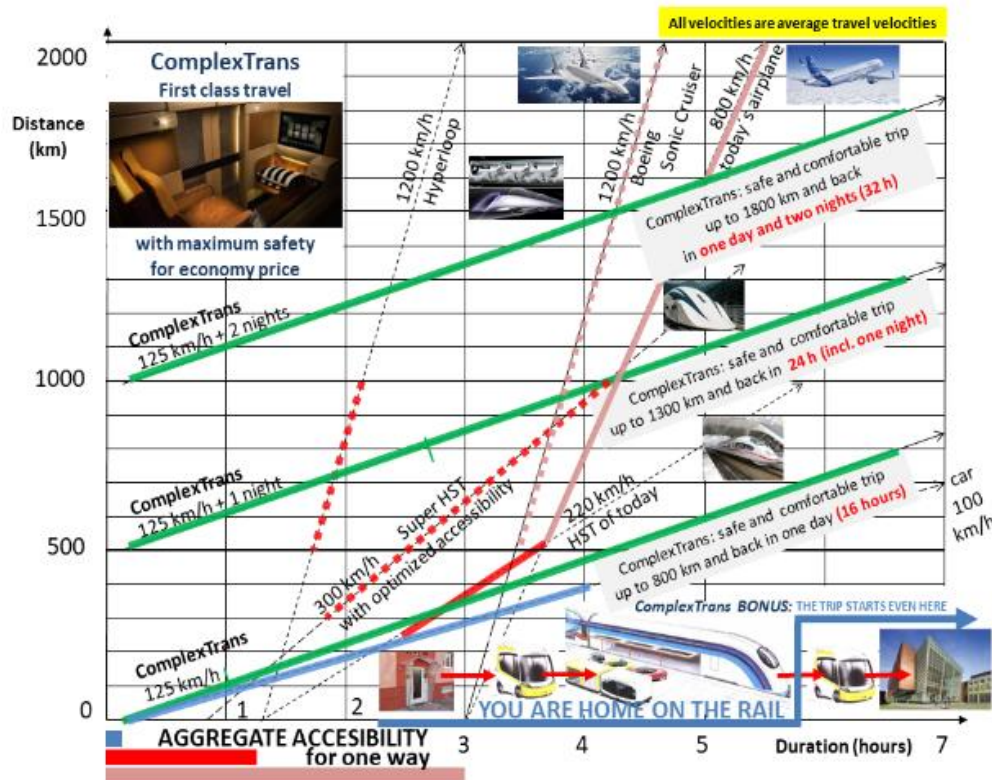 All velocities are average travel velocities
2000
Distance
(km)
1500
1000
500
0
ComplexTrans
First class travel
with maximum safety
for economy price
1200 km/h
Hyperloop
1200 km/h
Boeing
Sonic Cruiser
800 km/h
today's airplane
ComplexTrans: safe and comfortable trip
up to 1800 km and back
in one day and two nights (32 h)
ComplexTrans
125 km/h + 2 nights
ComplexTrans: safe and comfortable trip
up to 1300 km and back in 24 h (incl. one night)
ComplexTrans
125 km/h + 1 night
300 km/h
Super HST
with optimized accessibility
220 km/h
HST of today
car
100
km/h
ComplexTrans: safe and comfortable trip
up to 800 km and back in one day (16 hours)
ComplexTrans
125 km/h
ComplexTrans BONUS: THE TRIP STARTS EVEN HERE
YOU ARE HOME ON THE RAIL
1
2
3
4
5
Duration (hours)
7
AGGREGATE ACCESIBILITY
for one way